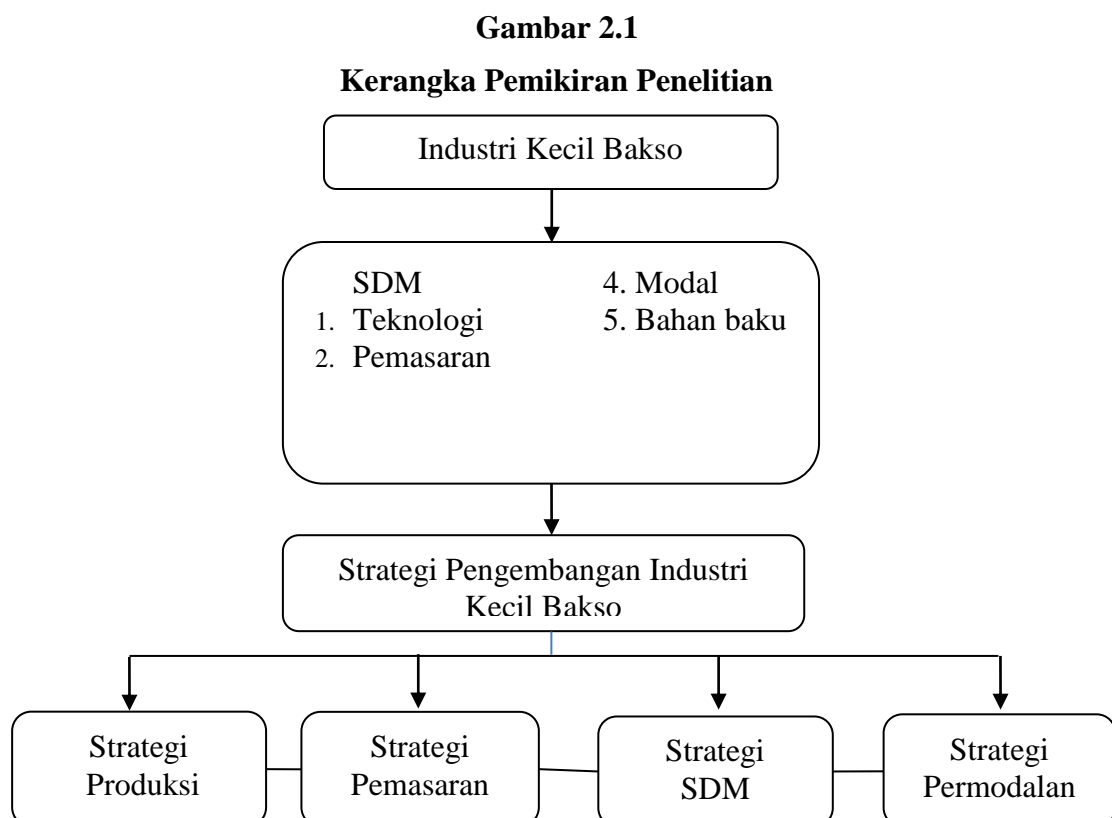 Gambar 2.1
Kerangka Pemikiran Penelitian
Industri Kecil Bakso
SDM
1. Teknologi
2. Pemasaran
4. Modal
5. Bahan baku
Strategi Pengembangan Industri
Kecil Bakso
Strategi
Produksi
Strategi
Pemasaran
Strategi
SDM
Strategi
Permodalan